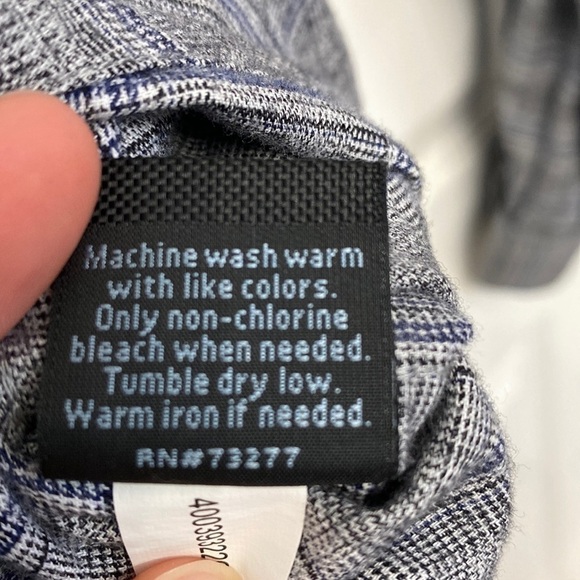 Machine wash warm
with like colors.
Only non-chlorine
bleach when needed.
Tumble dry low.
Warm iron if needed.
RN#73277